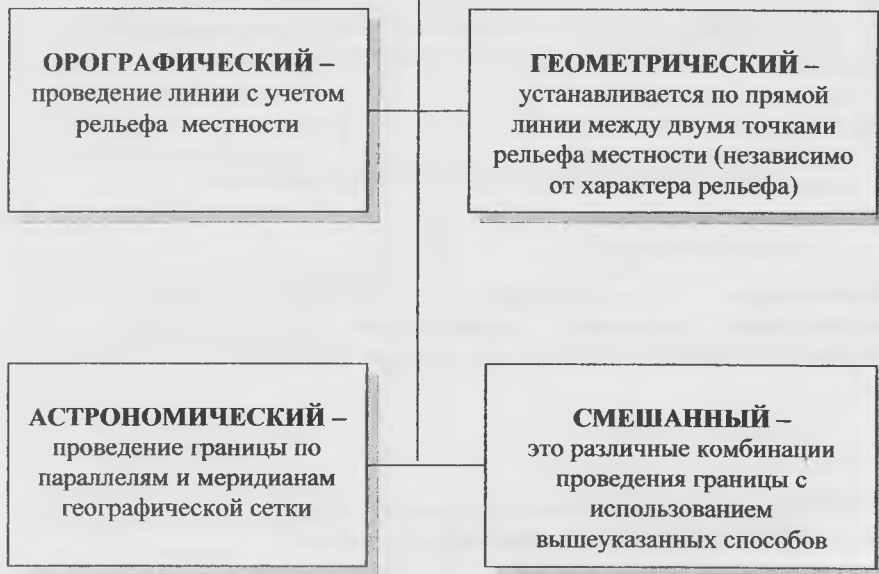 ОРОГРАФИЧЕСКИЙ –
проведение линии с учетом
рельефа местности
ГЕОМЕТРИЧЕСКИЙ –
устанавливается по прямой
линии между двумя точками
рельефа местности (независимо
от характера рельефа)
АСТРОНОМИЧЕСКИЙ –
проведение границы по
параллелям и меридианам
географической сетки
СМЕШАННЫЙ –
это различные комбинации
проведения границы с
использованием
вышеуказанных способов